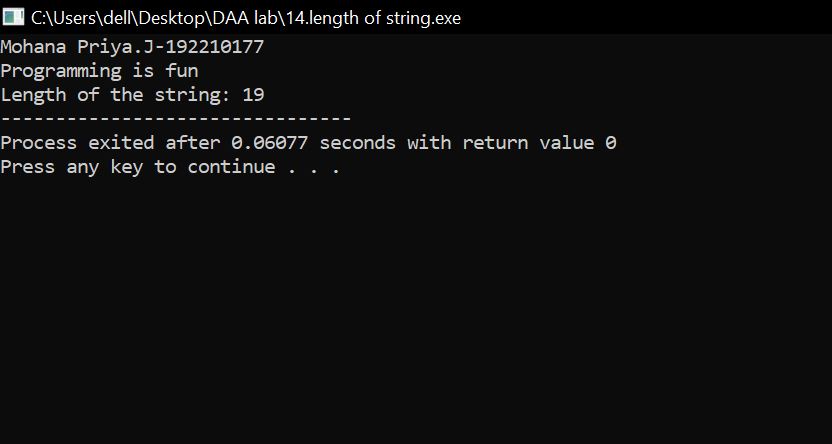 C:\Users\dell\Desktop\DAA lab\14.length of string.exe
Mohana Priya.J-192210177
Programming is fun
Length of the string: 19
--------------------------------
Process exited after 0.06077 seconds with return value 0
Press any key to continue . . .